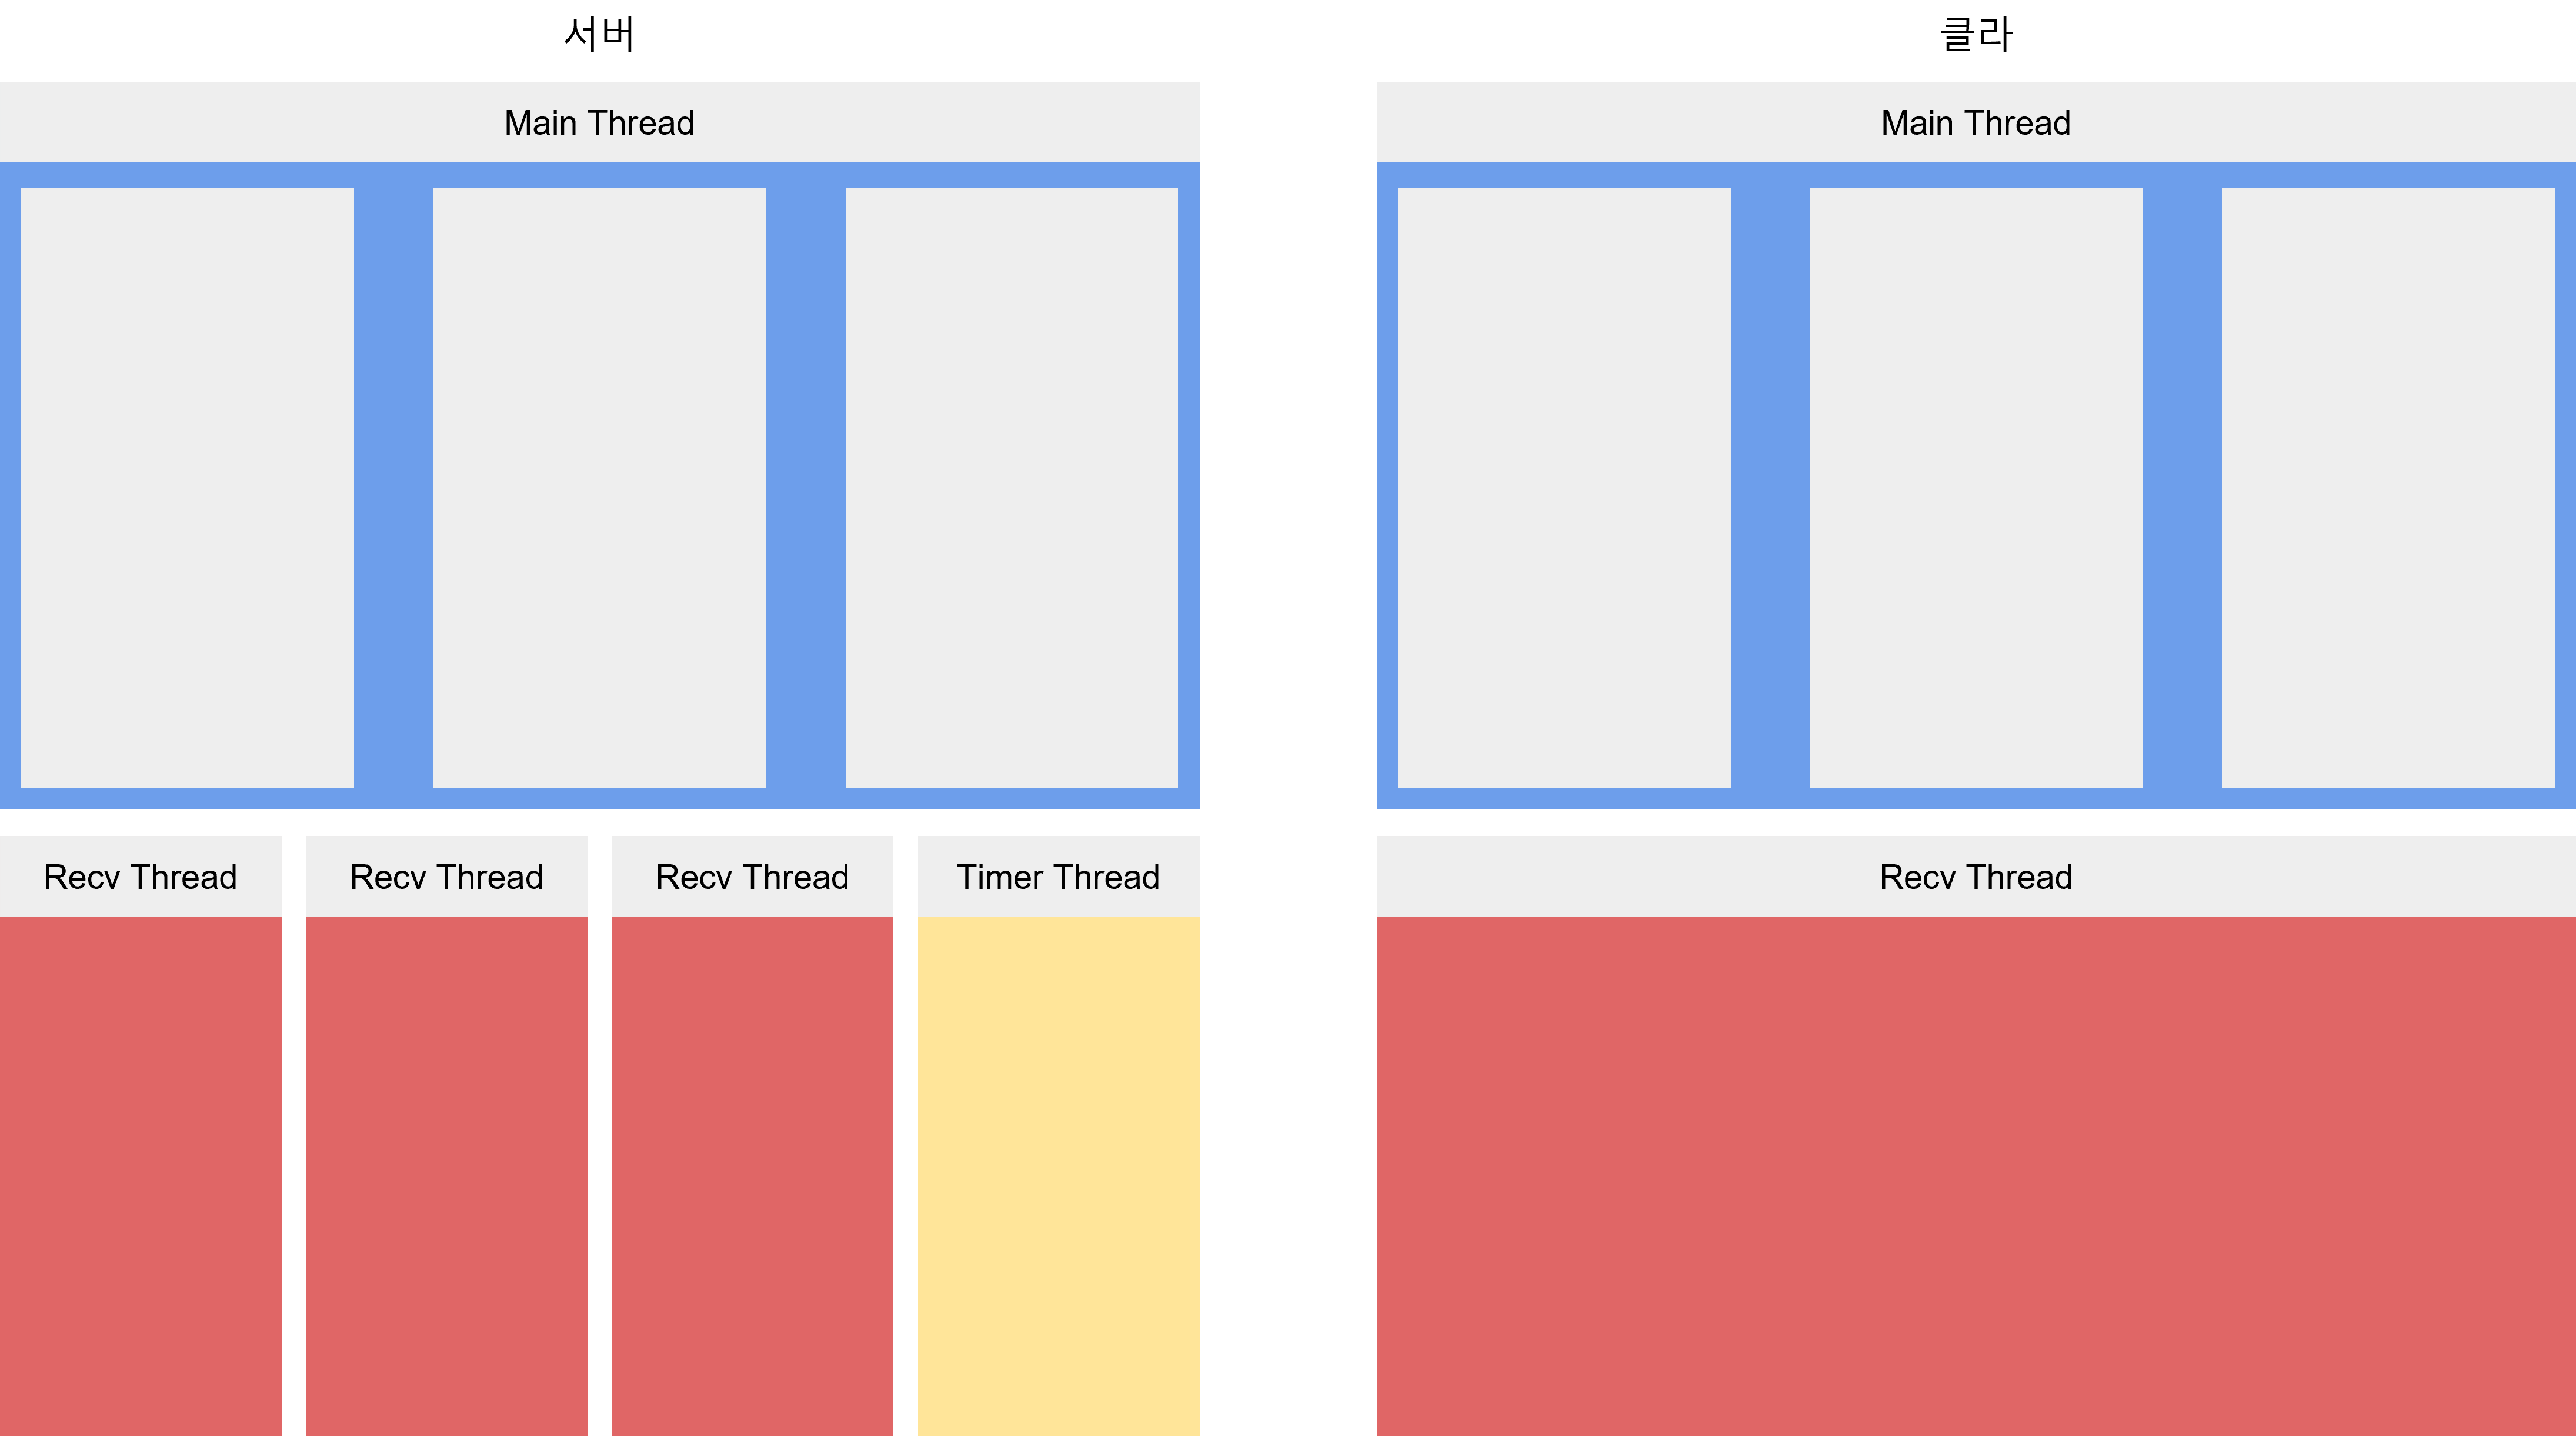 서버
클라
Main Thread
Main Thread
Recv Thread
Recv Thread
Recv Thread
Timer Thread
Recv Thread